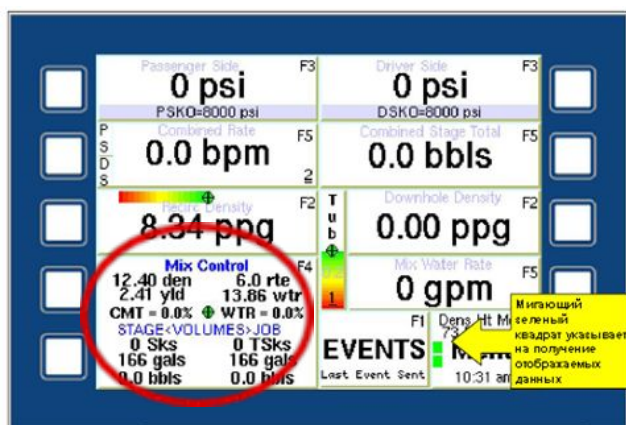 Passenger Side F3
0 psi
PSKO=8000 psi
Driver Side F3
0 psi
DSKO=8000 psi
P S D S
Combined Rate F5
0.0 bpm
2
Combined Stage Total F5
0.0 bbls
Recirc Density F2
8.34 ppg
Tub
1
Downhole Density F2
0.00 ppg
Mix Control F4
12.40 den 6.0 rte
2.41 yld 13.86 wtr
CMT = 0.0% WTR = 0.0%
STAGE<VOLUMES>JOB
0 Sks 0 TSks
166 gals 166 gals
0.0 bbls 0.0 bbls
Mix Water Rate F5
0 gpm
F1
EVENTS
Last Event Sent
Dens Ht
10:31 am
Мигающий
зеленый
квадрат указывает
на получение
отображаемых
данных